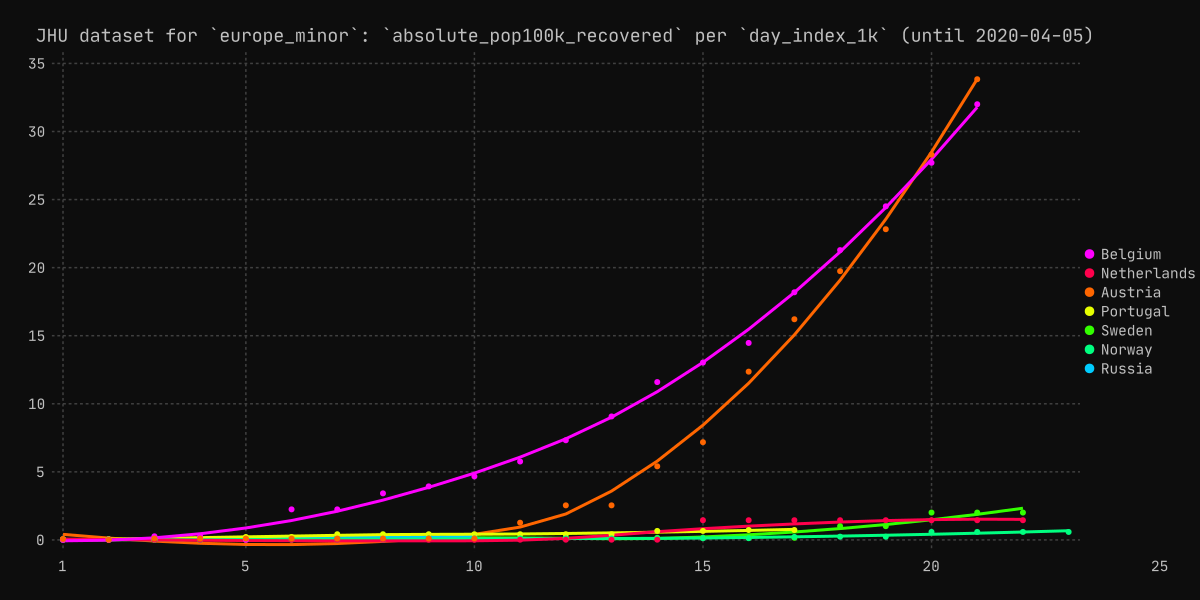 JHU dataset for `europe_minor`: `absolute_pop100k_recovered` per `day_index_1k` (until 2020-04-05)
35
30
25
20
15
10
5
0
1 5 10 15 20 25
Belgium
Netherlands
Austria
Portugal
Sweden
Norway
Russia